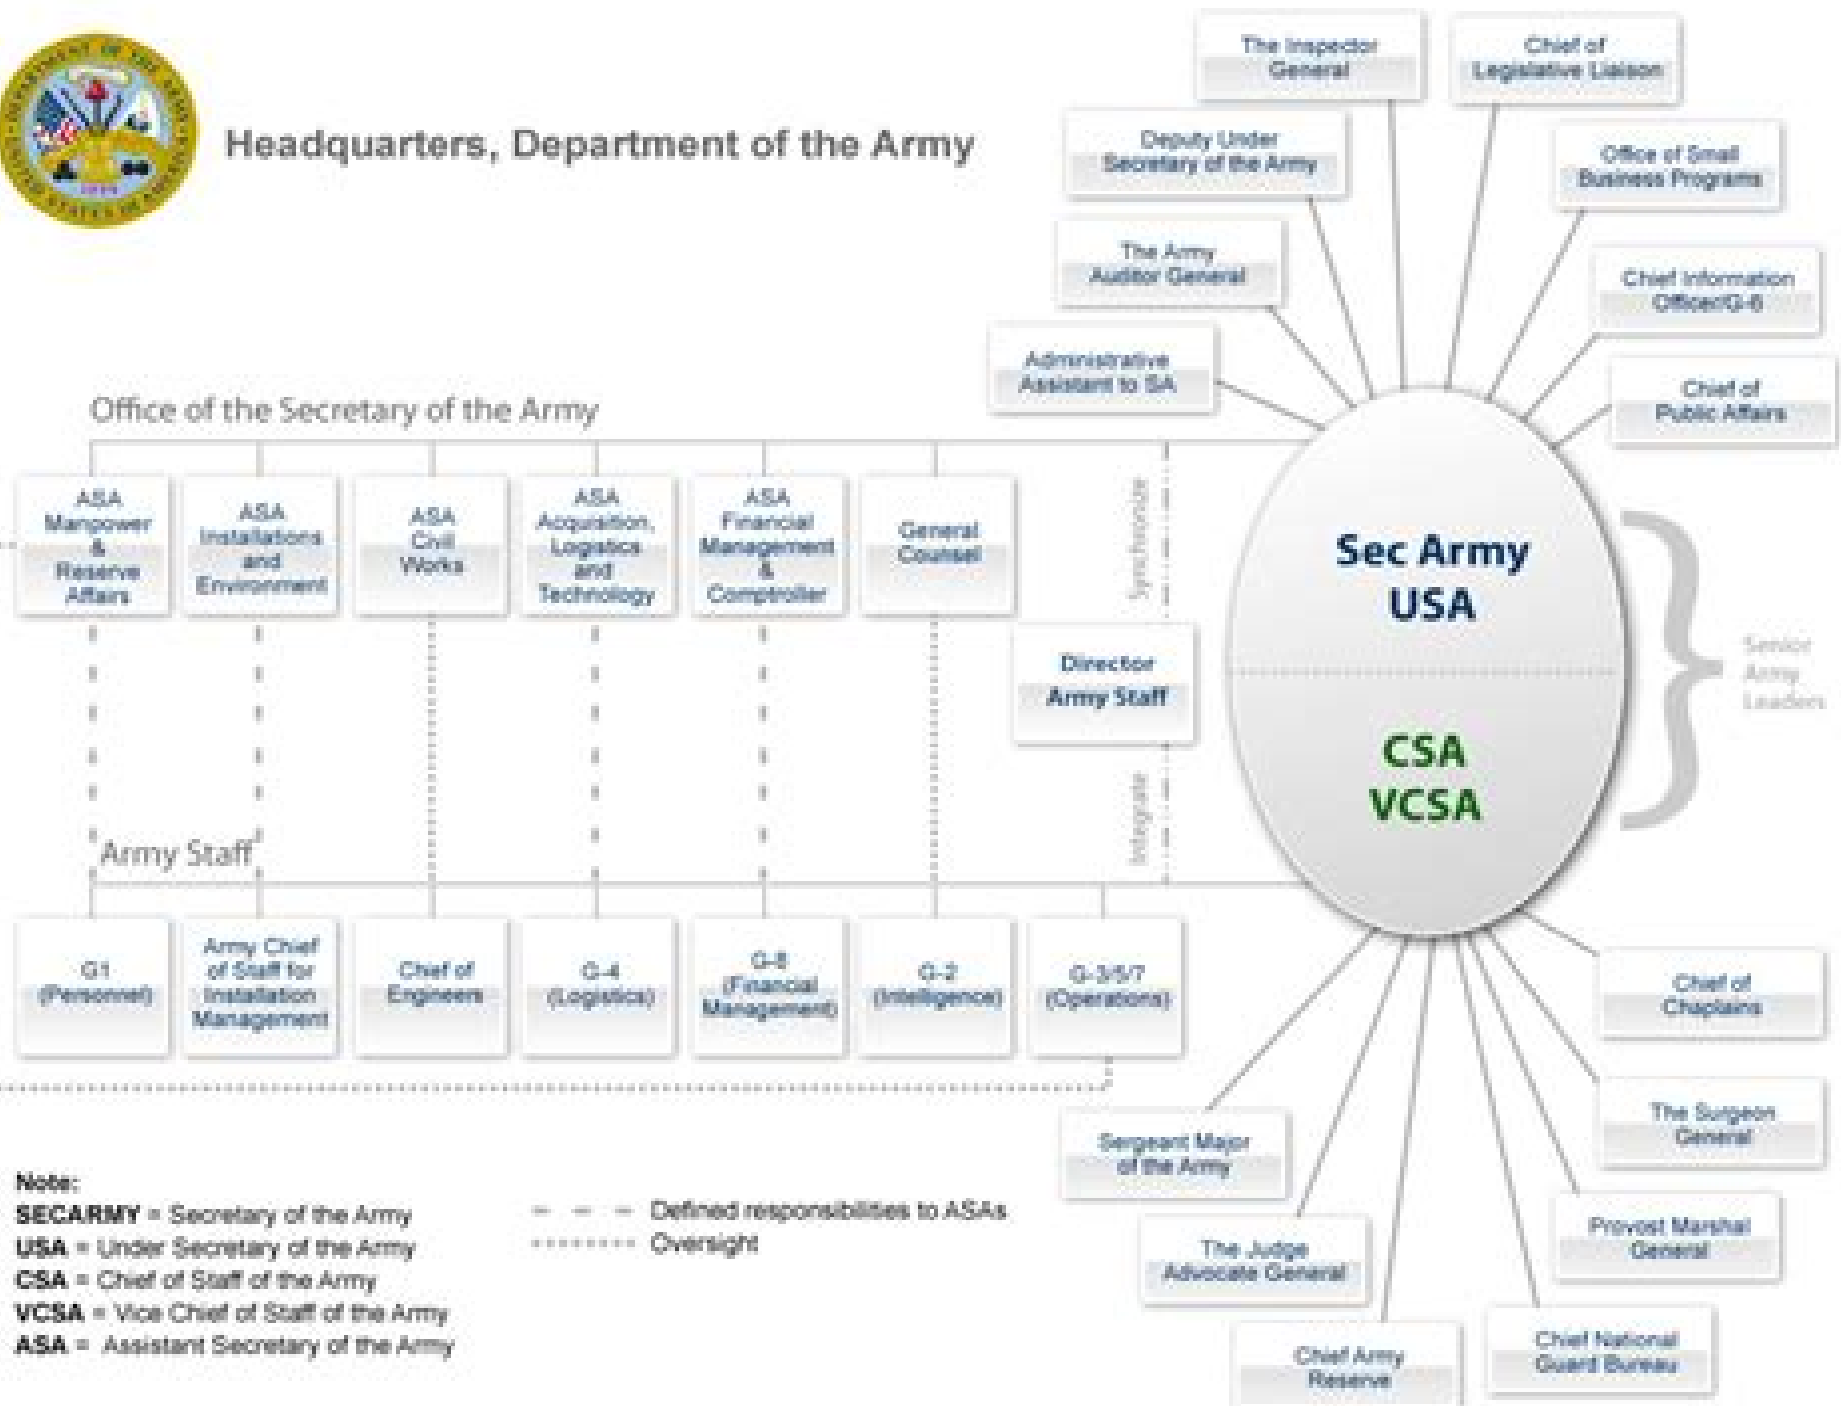 Headquarters, Department of the Army
The Inspector
General
Chief of
Legislative Liaison
Deputy Under
Secretary of the Army
Office of Small
Business Programs
The Army
Auditor General
Chief Information
Officer/G-6
Administrative
Assistant to SA
Chief of
Public Affairs
Office of the Secretary of the Army
ASA
Manpower
&
Reserve
Affairs
ASA
Installations
and
Environment
ASA
Civil
Works
ASA
Acquisition,
Logistics
and
Technology
ASA
Financial
Management
&
Comptroller
General
Counsel
Synchronize
Director
Army Staff
Integrate
Sec Army
USA
CSA
VCSA
Senior
Army
Leaders
Army Staff
G1
(Personnel)
Army Chief
of Staff for
Installation
Management
Chief of
Engineers
G-4
(Logistics)
G-8
(Financial
Management)
G-2
(Intelligence)
G-3/5/7
(Operations)
Chief of
Chaplains
The Surgeon
General
Sergeant Major
of the Army
Provost Marshal
General
The Judge
Advocate General
Chief National
Guard Bureau
Chief Army
Reserve
Note:
SECARMY = Secretary of the Army
USA = Under Secretary of the Army
CSA = Chief of Staff of the Army
VCSA = Vice Chief of Staff of the Army
ASA = Assistant Secretary of the Army
Defined responsibilities to ASAs
Oversight